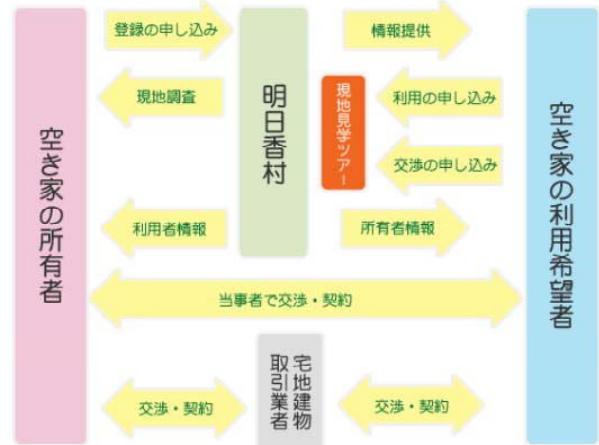 空き家の所有者
登録の申し込み
現地調査
利用者情報
明日香村
情報提供
現地見学ツアー
利用の申し込み
交渉の申し込み
所有者情報
空き家の利用希望者
当事者で交渉・契約
宅地建物
取引業者
交渉・契約
交渉・契約